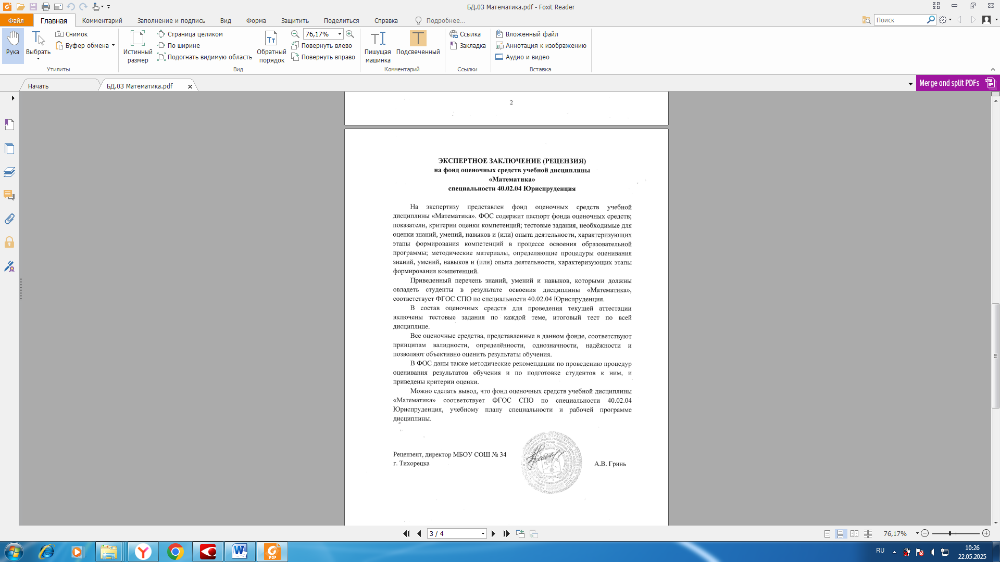 БД.03 Математика.pdf - Foxit Reader
Файл Главная Комментарий Заполнение и подпись Вид Форма Защитить Поделиться Справка Подробнее... Поиск
Рука
Выбрать
Снимок
Буфер обмена
Утилиты
Истинный размер
Страница целиком
По ширине
Подогнать видимую область
Обратный порядок
76,17%
Повернуть влево
Повернуть вправо
Вид
Пишущая машинка
Подсвеченный
Комментарий
Ссылка
Закладка
Ссылки
Вложенный файл
Аннотация к изображению
Аудио и видео
Вставка
Начать БД.03 Математика.pdf Merge and split PDFs
2
ЭКСПЕРТНОЕ ЗАКЛЮЧЕНИЕ (РЕЦЕНЗИЯ)
на фонд оценочных средств учебной дисциплины
«Математика»
специальности 40.02.04 Юриспруденция
На экспертизу представлен фонд оценочных средств учебной
дисциплины «Математика». ФОС содержит паспорт фонда оценочных средств;
показатели, критерии оценки компетенций; тестовые задания, необходимые для
оценки знаний, умений, навыков и (или) опыта деятельности, характеризующих
этапы формирования компетенций в процессе освоения образовательной
программы; методические материалы, определяющие процедуры оценивания
знаний, умений, навыков и (или) опыта деятельности, характеризующих этапы
формирования компетенций.
Приведенный перечень знаний, умений и навыков, которыми должны
овладеть студенты в результате освоения дисциплины «Математика»,
соответствует ФГОС СПО по специальности 40.02.04 Юриспруденция.
В состав оценочных средств для проведения текущей аттестации
включены тестовые задания по каждой теме, итоговый тест по всей
дисциплине.
Все оценочные средства, представленные в данном фонде, соответствуют
принципам валидности, определённости, однозначности, надёжности и
позволяют объективно оценить результаты обучения.
В ФОС даны также методические рекомендации по проведению процедур
оценивания результатов обучения и по подготовке студентов к ним, и
приведены критерии оценки.
Можно сделать вывод, что фонд оценочных средств учебной дисциплины
«Математика» соответствует ФГОС СПО по специальности 40.02.04
Юриспруденция, учебному плану специальности и рабочей программе
дисциплины.
Рецензент, директор МБОУ СОШ № 34
г. Тихорецка А.В. Гринь
3 / 4 76,17%
RU 10:26
22.05.2025